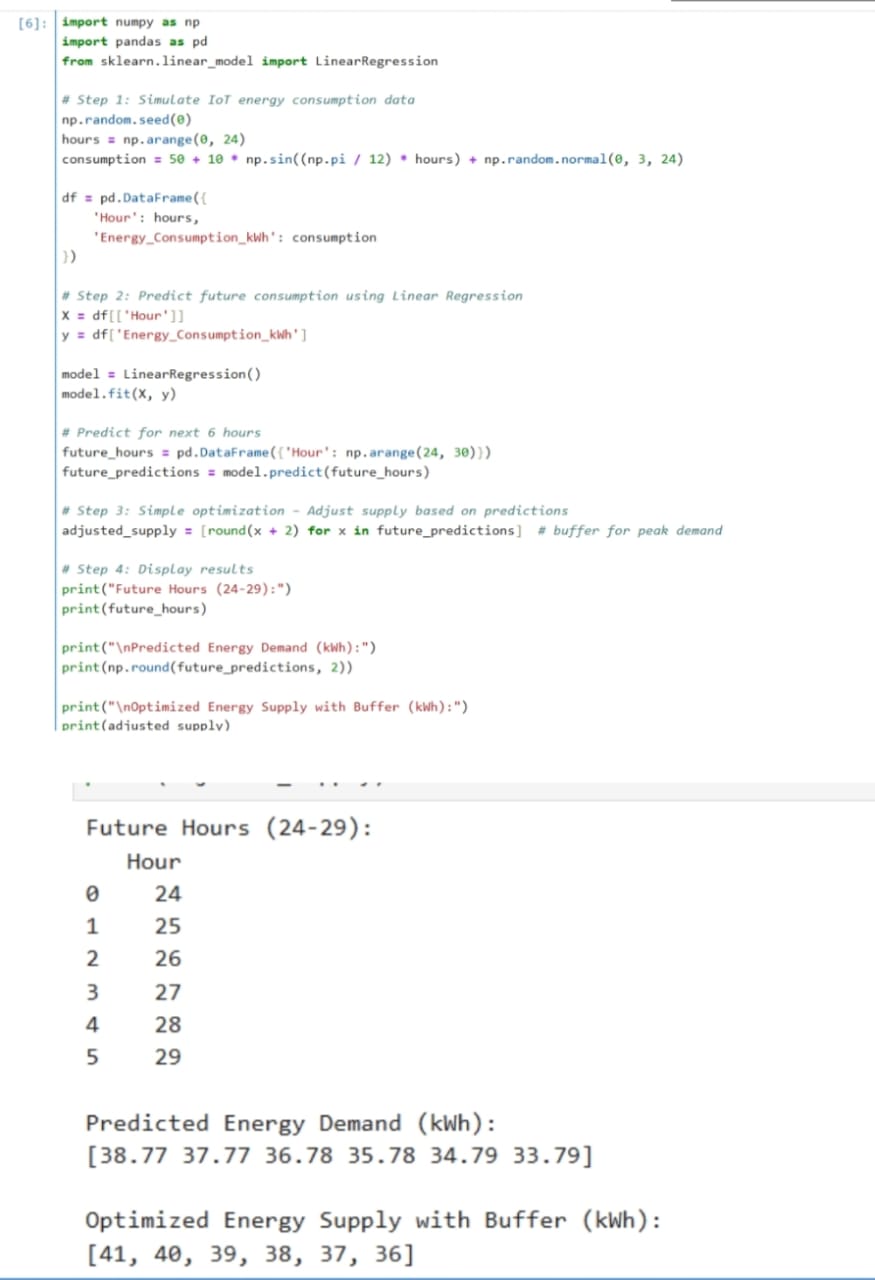 [6]: import numpy as np
import pandas as pd
from sklearn.linear_model import LinearRegression
# Step 1: Simulate IoT energy consumption data
np.random.seed(0)
hours = np.arange(0, 24)
consumption = 50 + 10 * np.sin((np.pi / 12) * hours) + np.random.normal(0, 3, 24)
df = pd.DataFrame({
    'Hour': hours,
    'Energy_Consumption_kWh': consumption
})
# Step 2: Predict future consumption using Linear Regression
X = df[['Hour']]
y = df['Energy_Consumption_kWh']
model = LinearRegression()
model.fit(X, y)
# Predict for next 6 hours
future_hours = pd.DataFrame({'Hour': np.arange(24, 30)})
future_predictions = model.predict(future_hours)
# Step 3: Simple optimization - Adjust supply based on predictions
adjusted_supply = [round(x + 2) for x in future_predictions]  # buffer for peak demand
# Step 4: Display results
print("Future Hours (24-29):")
print(future_hours)
print("\nPredicted Energy Demand (kWh):")
print(np.round(future_predictions, 2))
print("\nOptimized Energy Supply with Buffer (kWh):")
print(adjusted_supply)
Future Hours (24-29):
Hour
0 24
1 25
2 26
3 27
4 28
5 29
Predicted Energy Demand (kWh):
[38.77 37.77 36.78 35.78 34.79 33.79]
Optimized Energy Supply with Buffer (kWh):
[41, 40, 39, 38, 37, 36]